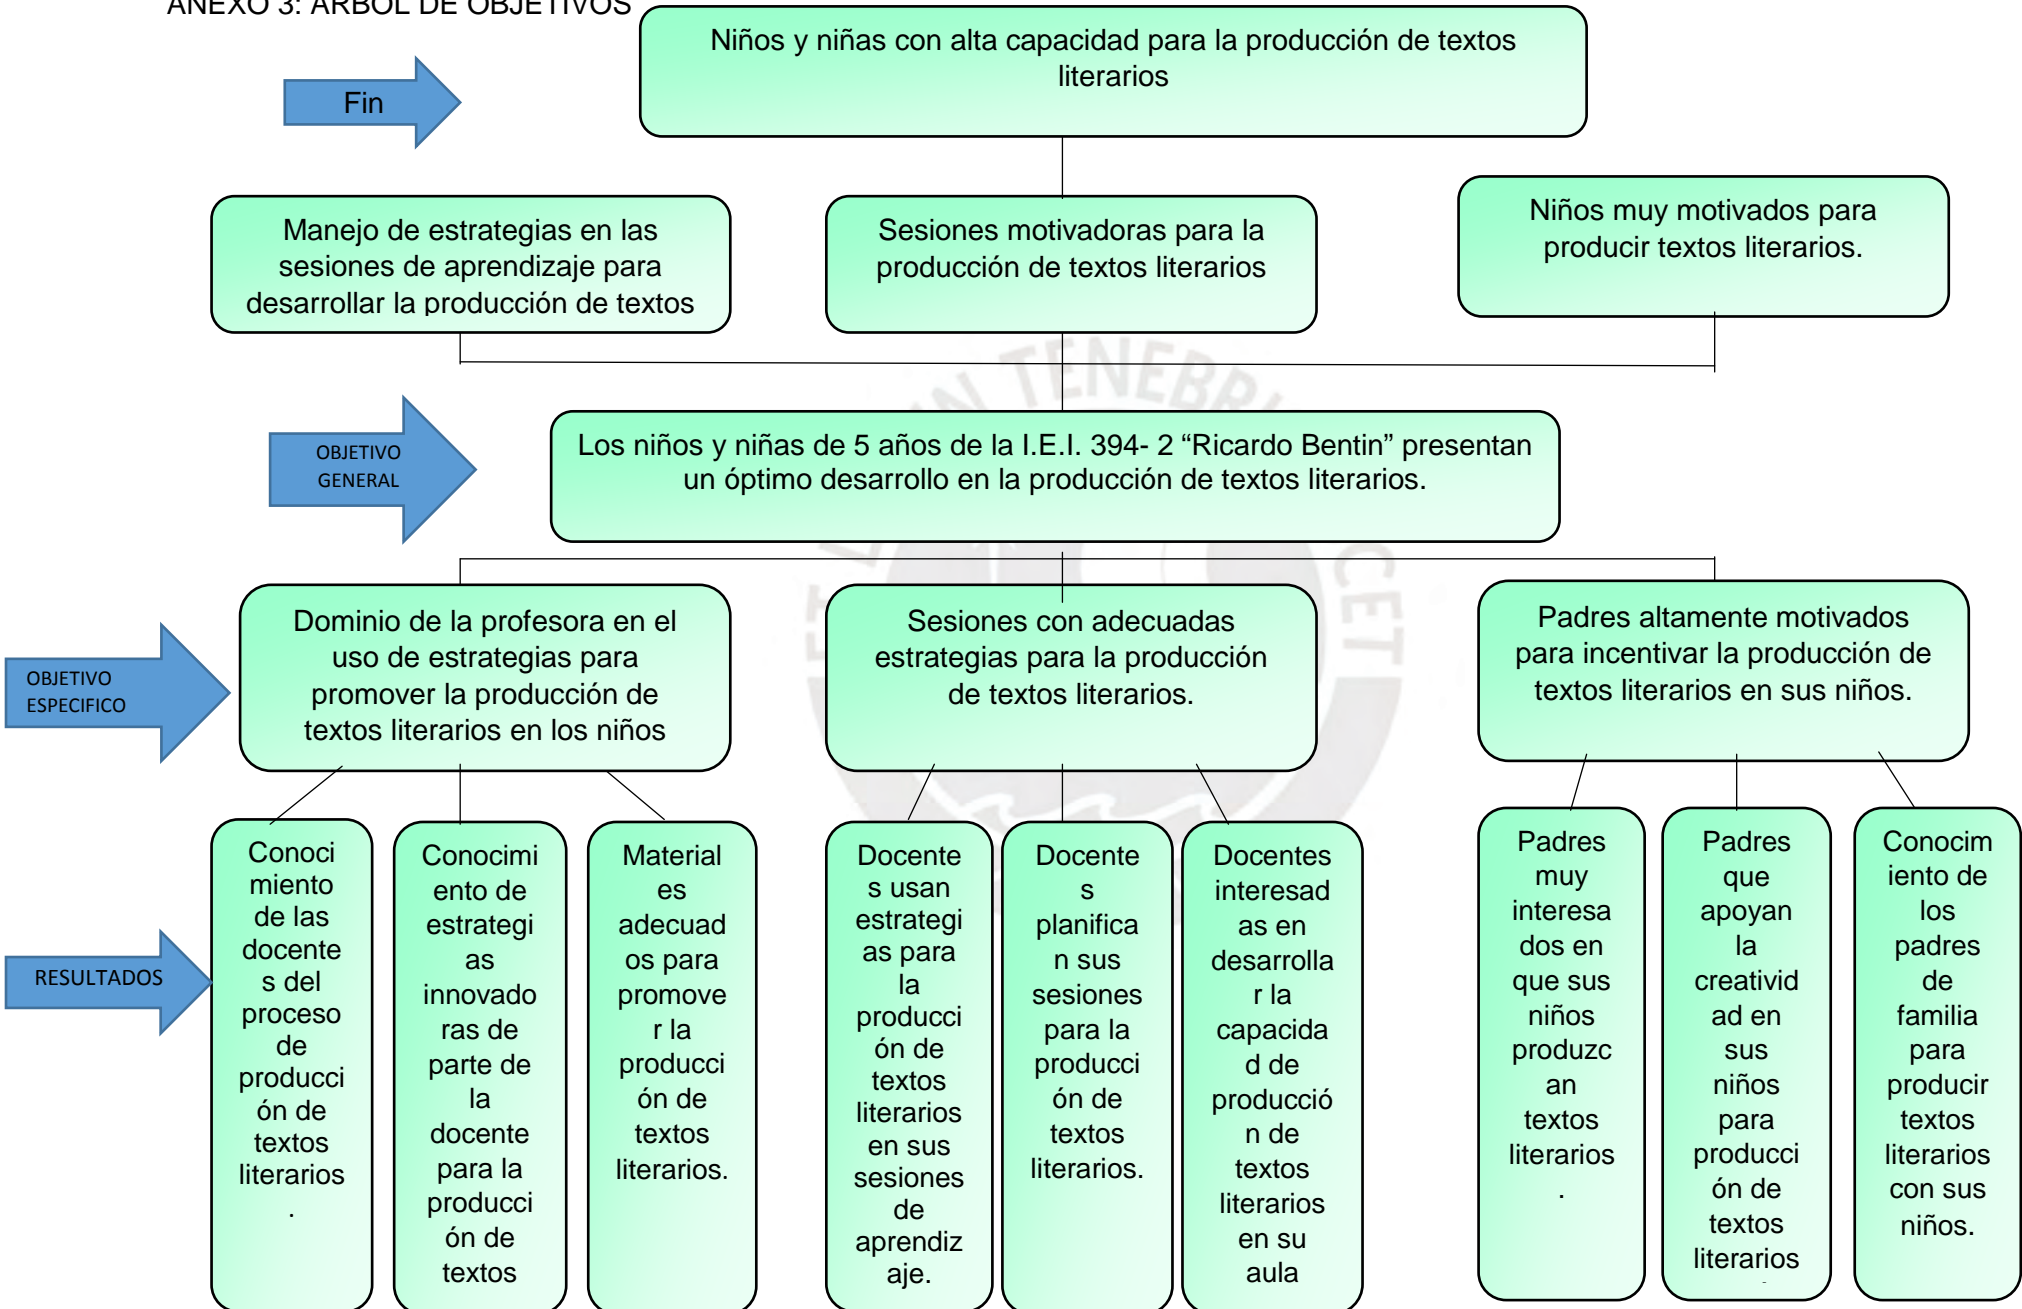 ANEXO 3: ARBOL DE OBJETIVOS
Niños y niñas con alta capacidad para la producción de textos
literarios
Fin
Manejo de estrategias en las
sesiones de aprendizaje para
desarrollar la producción de textos
Sesiones motivadoras para la
producción de textos literarios
Niños muy motivados para
producir textos literarios.
OBJETIVO
GENERAL
Los niños y niñas de 5 años de la I.E.I. 394- 2 “Ricardo Bentin” presentan
un óptimo desarrollo en la producción de textos literarios.
OBJETIVO
ESPECIFICO
Dominio de la profesora en el
uso de estrategias para
promover la producción de
textos literarios en los niños
Sesiones con adecuadas
estrategias para la producción
de textos literarios.
Padres altamente motivados
para incentivar la producción de
textos literarios en sus niños.
RESULTADOS
Conoci
miento
de las
docente
s del
proceso
de
producci
ón de
textos
literarios
.
Conocimi
ento de
estrategi
as
innovado
ras de
parte de
la
docente
para la
producci
ón de
textos
Material
es
adecuad
os para
promove
r la
producci
ón de
textos
literarios.
Docente
s usan
estrategi
as para
la
producci
ón de
textos
literarios
en sus
sesiones
de
aprendiz
aje.
Docente
s
planifica
n sus
sesiones
para la
producci
ón de
textos
literarios.
Docentes
interesad
as en
desarrolla
r la
capacida
d de
producció
n de
textos
literarios
en su
aula
Padres
muy
interesa
dos en
que sus
niños
produzc
an
textos
literarios
.
Padres
que
apoyan
la
creativid
ad en
sus
niños
para
producci
ón de
textos
literarios
Conocim
iento de
los
padres
de
familia
para
producir
textos
literarios
con sus
niños.
IN TENEBRIS
ET L
CET